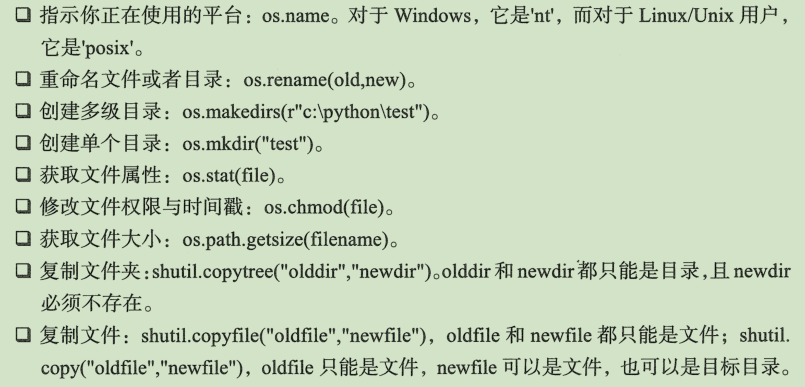 ❑ 指示你正在使用的平台：os.name。对于 Windows，它是'nt'，而对于 Linux/Unix 用户，
它是'posix'。
❑ 重命名文件或者目录：os.rename(old,new)。
❑ 创建多级目录：os.makedirs(r"c:\python\test")。
❑ 创建单个目录：os.mkdir("test")。
❑ 获取文件属性：os.stat(file)。
❑ 修改文件权限与时间戳：os.chmod(file)。
❑ 获取文件大小：os.path.getsize(filename)。
❑ 复制文件夹：shutil.copytree("olddir","newdir")。olddir 和 newdir 都只能是目录，且 newdir
必须不存在。
❑ 复制文件：shutil.copyfile("oldfile","newfile")，oldfile 和 newfile 都只能是文件；shutil.
copy("oldfile","newfile")，oldfile 只能是文件，newfile 可以是文件，也可以是目标目录。